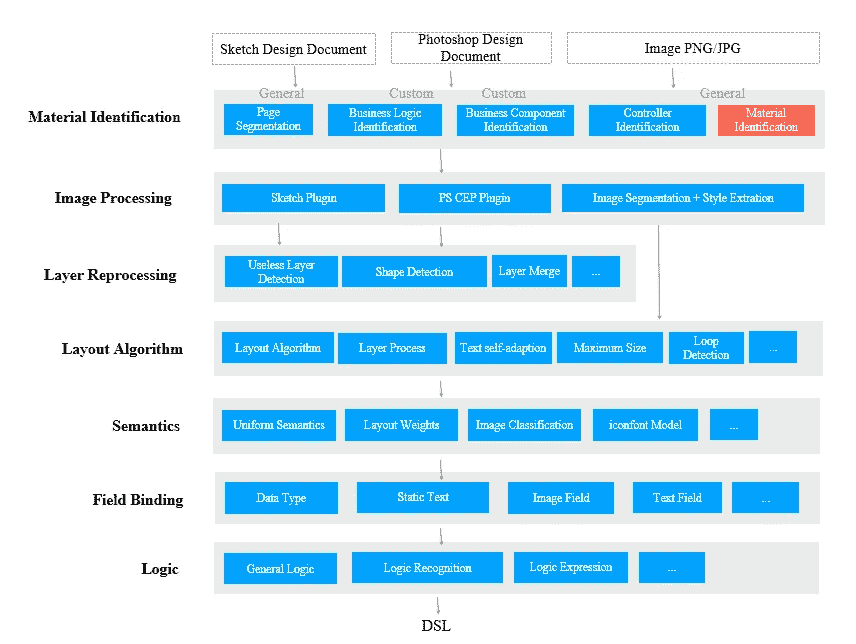 Sketch Design Document
Photoshop Design
Document
Image PNG/JPG
General
Custom
Custom
General
Material Identification
Page
Segmentation
Business Logic
Identification
Business Component
Identification
Controller
Identification
Material
Identification
Image Processing
Sketch Plugin
PS CEP Plugin
Image Segmentation + Style Extration
Layer Reprocessing
Useless Layer
Detection
Shape Detection
Layer Merge
...
Layout Algorithm
Layout Algorithm
Layer Process
Text self-adaption
Maximum Size
Loop
Detection
...
Semantics
Uniform Semantics
Layout Weights
Image Classification
iconfont Model
...
Field Binding
Data Type
Static Text
Image Field
Text Field
...
Logic
General Logic
Logic Recognition
Logic Expression
...
DSL